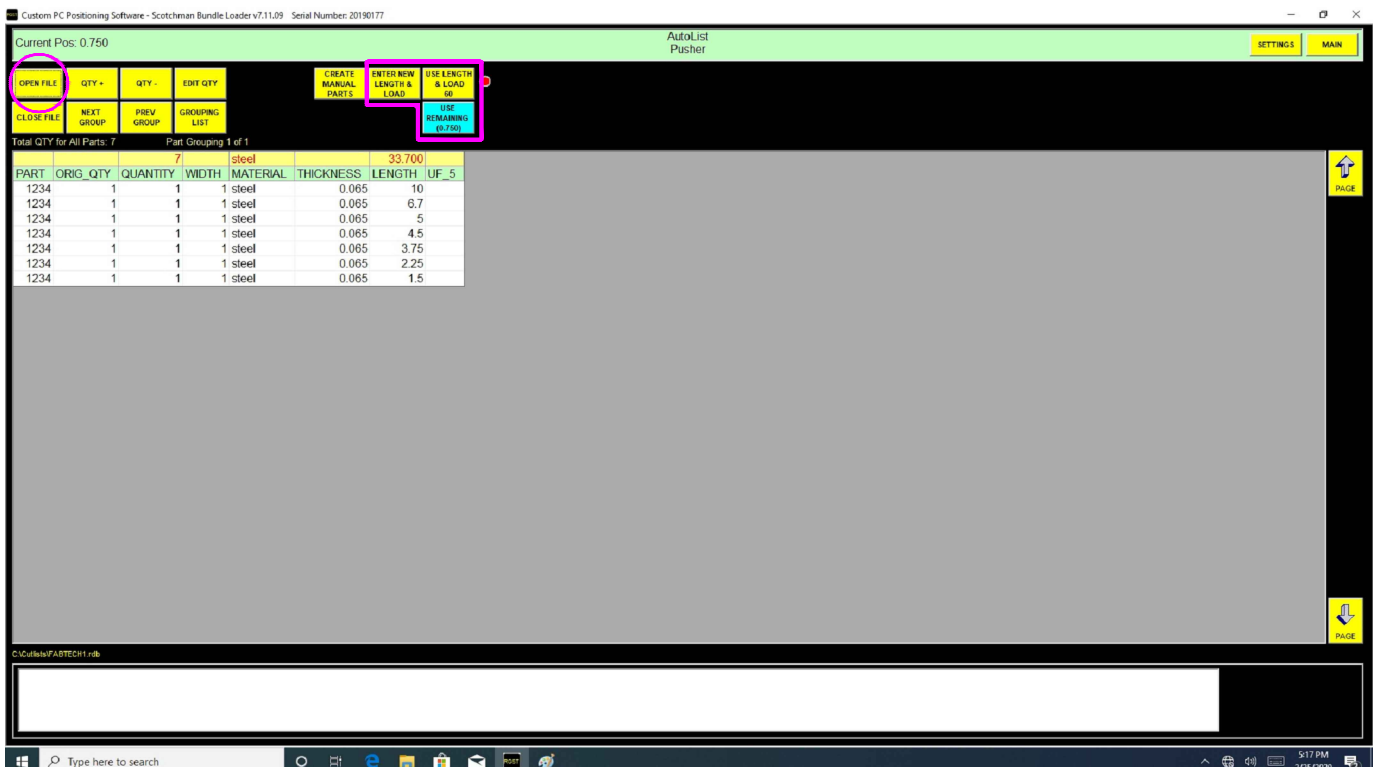 Custom PC Positioning Software - Scotchman Bundle Loader v7.11.09 Serial Number: 20190177
Current Pos: 0.750
AutoList
Pusher
SETTINGS
MAIN
OPEN FILE
QTY +
QTY -
EDIT QTY
CREATE MANUAL PARTS
ENTER NEW LENGTH & LOAD
USE LENGTH & LOAD 60
CLOSE FILE
NEXT GROUP
PREV GROUP
GROUPING LIST
USE REMAINING (0.750)
Total QTY for All Parts: 7 Part Grouping 1 of 1
7 steel 33.700
PART ORIG_QTY QUANTITY WIDTH MATERIAL THICKNESS LENGTH UF_5
1234 1 1 1 steel 0.065 10
1234 1 1 1 steel 0.065 6.7
1234 1 1 1 steel 0.065 5
1234 1 1 1 steel 0.065 4.5
1234 1 1 1 steel 0.065 3.75
1234 1 1 1 steel 0.065 2.25
1234 1 1 1 steel 0.065 1.5
PAGE
PAGE
C:\Cutlists\FABTECH1.rdb
Type here to search
RGST
5:17 PM